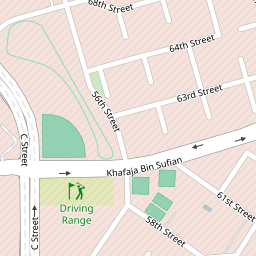 68th Street
64th Street
63rd Street
56th Street
C Street
Khafaja Bin Sufian
Driving
Range
C Street
61st Street
58th Street